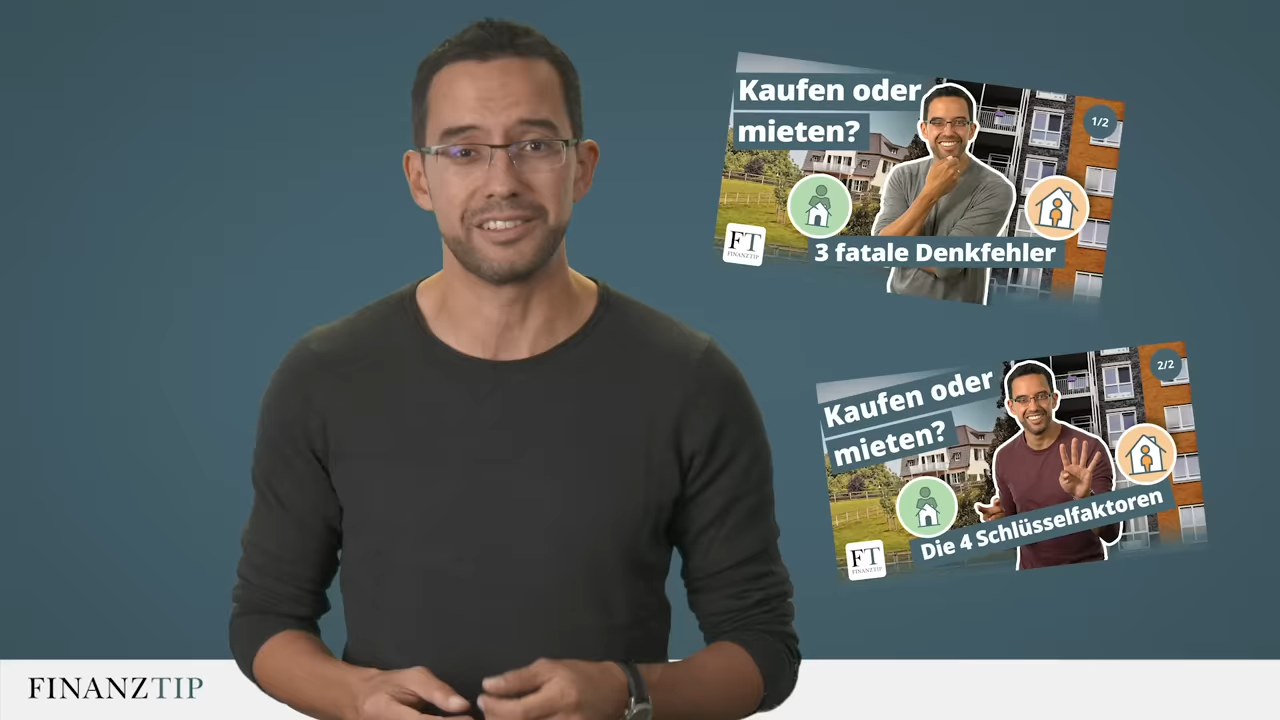 Kaufen oder
mieten?
1/2
FT
FINANZTIP
3 fatale Denkfehler
Kaufen oder
mieten?
2/2
FT
FINANZTIP
Die 4 Schlüsselfaktoren
FINANZTIP